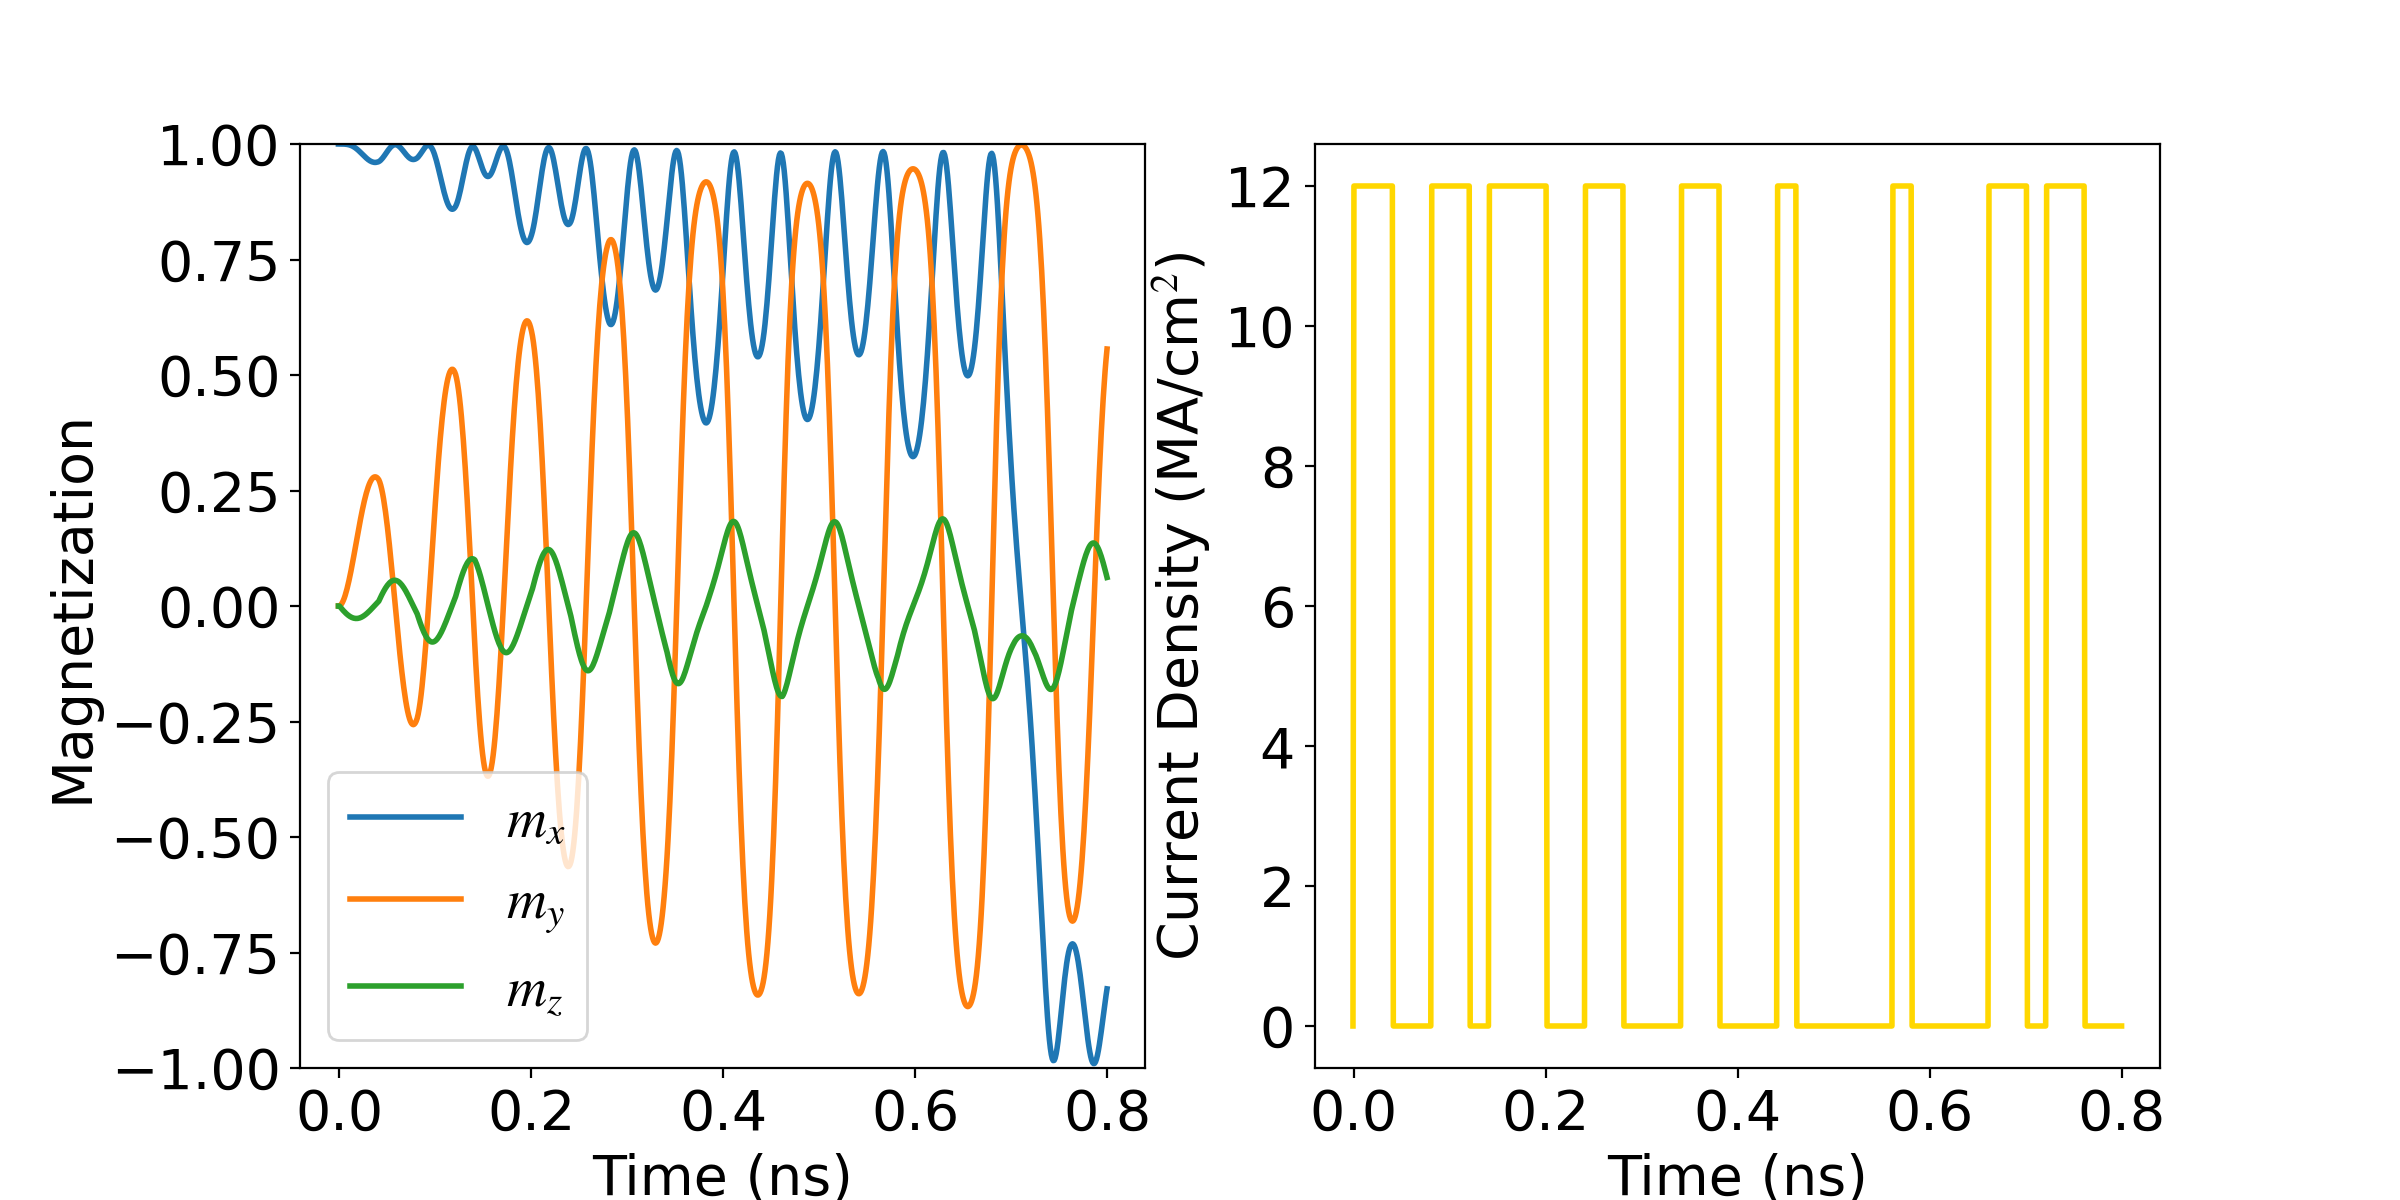 Magnetization
1.00
0.75
0.50
0.25
0.00
−0.25
−0.50
−0.75
−1.00
0.0 0.2 0.4 0.6 0.8
Time (ns)
m_x
m_y
m_z
Current Density (MA/cm²)
12
10
8
6
4
2
0
0.0 0.2 0.4 0.6 0.8
Time (ns)